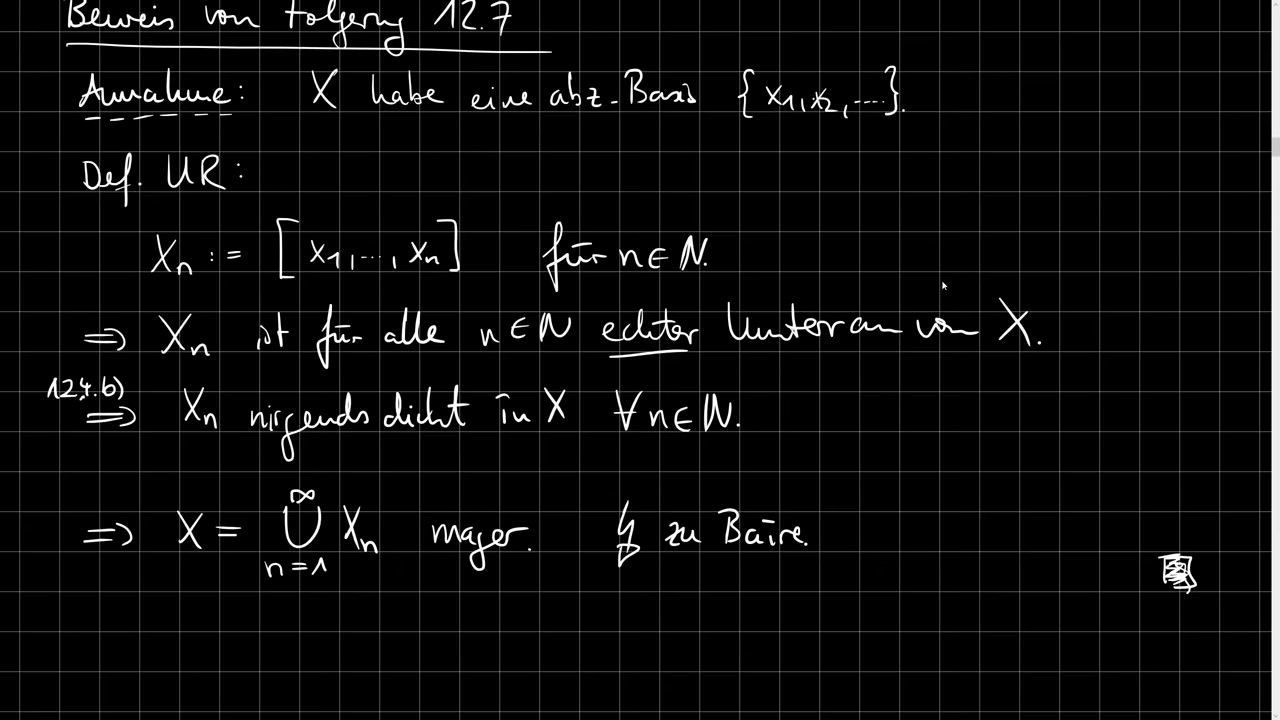 Beweis von Folgerung 12.7
Annahme: X habe eine abz. Basis {x₁, x₂, ....}.
Def. UR:
Xₙ := [x₁, ..., xₙ] für n ∈ ℕ.
⇒ Xₙ ist für alle n ∈ ℕ echter Unterraum von X.
12.4.b)
⇒ Xₙ nirgends dicht in X ∀ n ∈ ℕ.
⇒ X = ⋃ₙ₌₁^∞ Xₙ mager. ↯ zu Baire.